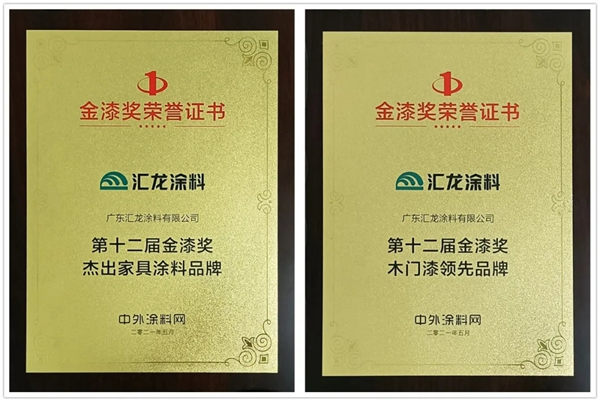 金漆奖荣誉证书
汇龙涂料
广东汇龙涂料有限公司
第十二届金漆奖
杰出家具涂料品牌
中外涂料网
二零二一年五月
金漆奖荣誉证书
汇龙涂料
广东汇龙涂料有限公司
第十二届金漆奖
木门漆领先品牌
中外涂料网
二零二一年五月